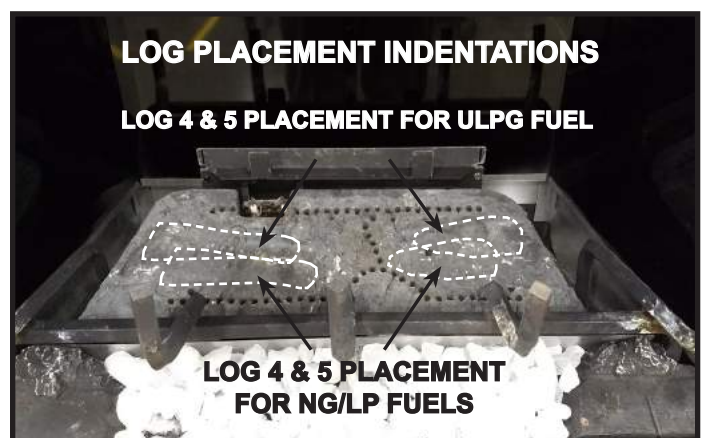 LOG PLACEMENT INDENTATIONS
LOG 4 & 5 PLACEMENT FOR ULPG FUEL
LOG 4 & 5 PLACEMENT
FOR NG/LP FUELS